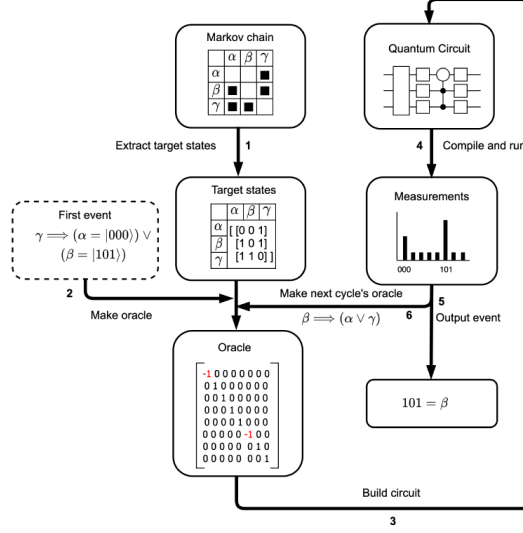 Markov chain
α β γ
α
β
γ
Extract target states
1
Target states
α β γ
α [ [0 0 1]
β [1 0 1]
γ [1 1 0] ]
First event
γ ⟹ (α = |000⟩) ∨
(β = |101⟩)
2
Make oracle
Oracle
-1 0 0 0 0 0 0 0
0 1 0 0 0 0 0 0
0 0 1 0 0 0 0 0
0 0 0 1 0 0 0 0
0 0 0 0 1 0 0 0
0 0 0 0 0 -1 0 0
0 0 0 0 0 0 1 0
0 0 0 0 0 0 0 1
Build circuit
3
Quantum Circuit
4
Compile and run
Measurements
000 101
Make next cycle's oracle
5
β ⟹ (α ∨ γ)
6
Output event
101 = β